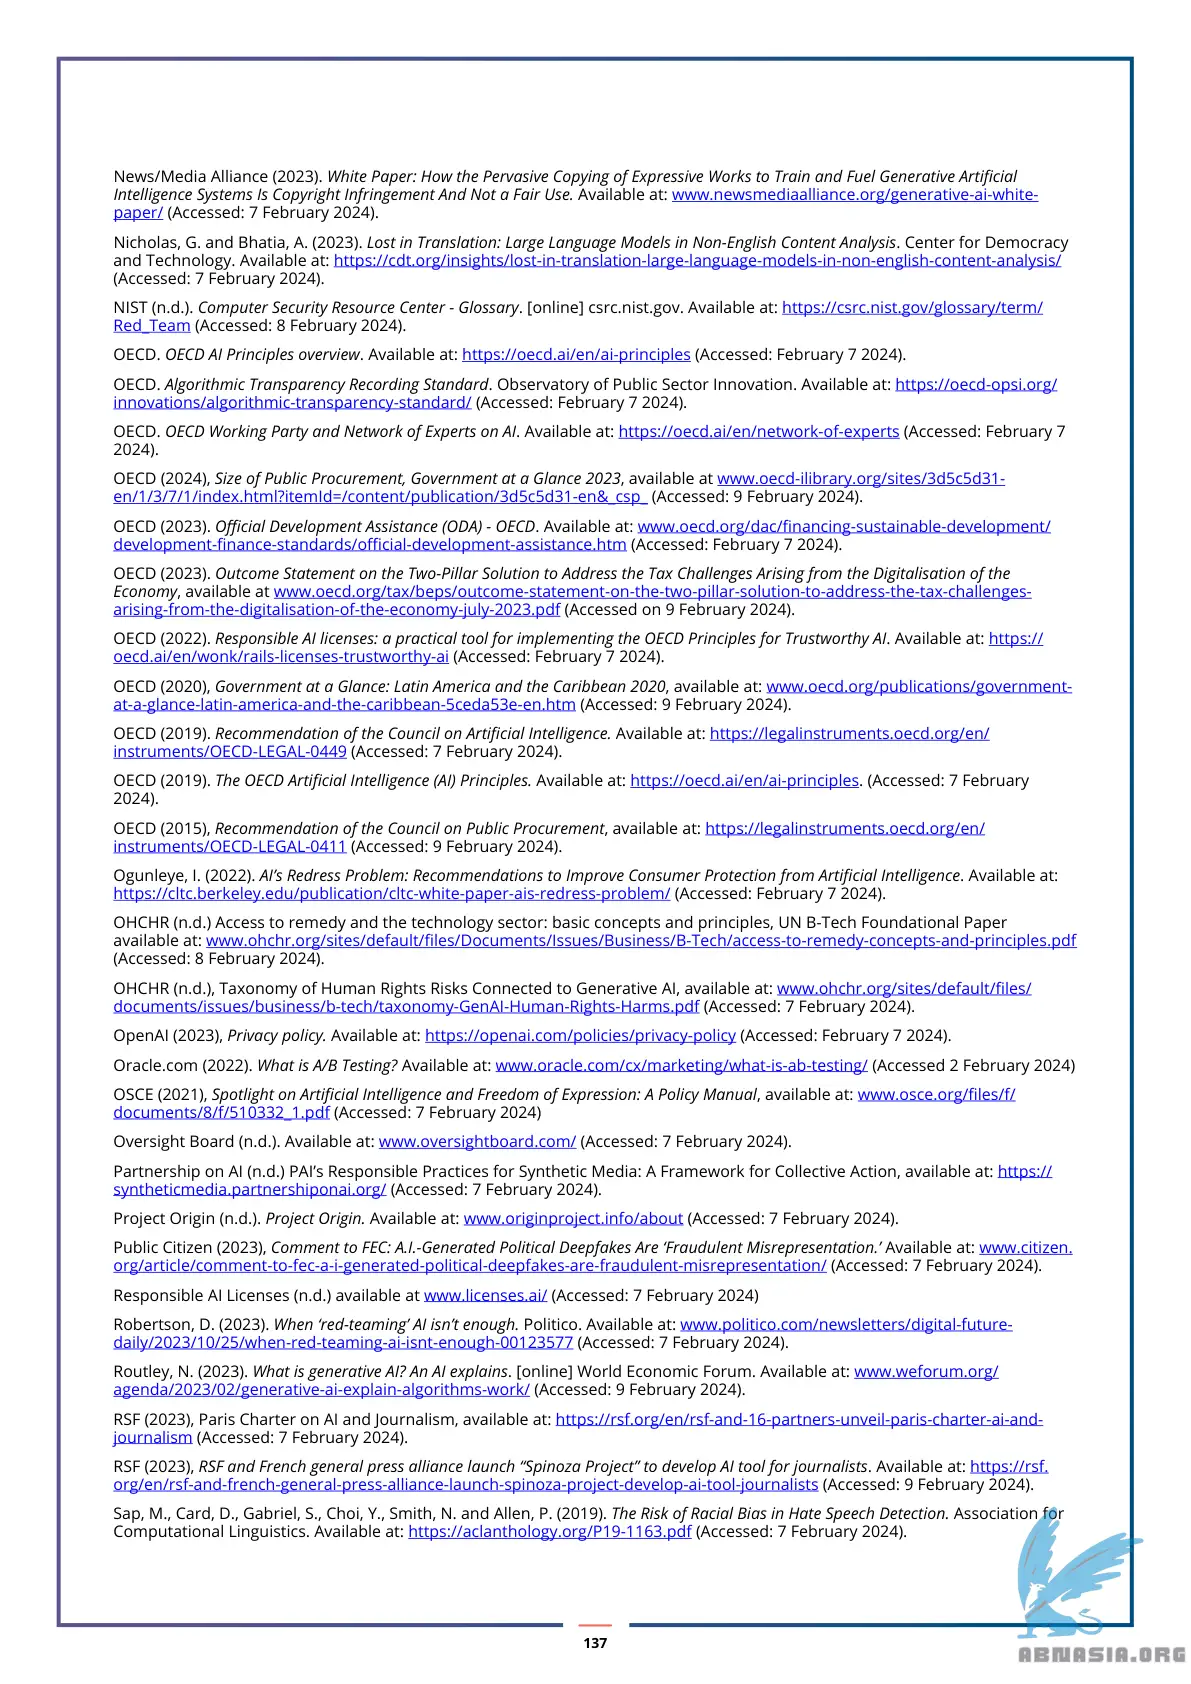 News/Media Alliance (2023). White Paper: How the Pervasive Copying of Expressive Works to Train and Fuel Generative Artificial
Intelligence Systems Is Copyright Infringement And Not a Fair Use. Available at: www.newsmediaalliance.org/generative-ai-white-
paper/ (Accessed: 7 February 2024).
Nicholas, G. and Bhatia, A. (2023). Lost in Translation: Large Language Models in Non-English Content Analysis. Center for Democracy
and Technology. Available at: https://cdt.org/insights/lost-in-translation-large-language-models-in-non-english-content-analysis/
(Accessed: 7 February 2024).
NIST (n.d.). Computer Security Resource Center - Glossary. [online] csrc.nist.gov. Available at: https://csrc.nist.gov/glossary/term/
Red_Team (Accessed: 8 February 2024).
OECD. OECD AI Principles overview. Available at: https://oecd.ai/en/ai-principles (Accessed: February 7 2024).
OECD. Algorithmic Transparency Recording Standard. Observatory of Public Sector Innovation. Available at: https://oecd-opsi.org/
innovations/algorithmic-transparency-standard/ (Accessed: February 7 2024).
OECD. OECD Working Party and Network of Experts on AI. Available at: https://oecd.ai/en/network-of-experts (Accessed: February 7
2024).
OECD (2024), Size of Public Procurement, Government at a Glance 2023, available at www.oecd-ilibrary.org/sites/3d5c5d31-
en/1/3/7/1/index.html?itemId=/content/publication/3d5c5d31-en&_csp_ (Accessed: 9 February 2024).
OECD (2023). Official Development Assistance (ODA) - OECD. Available at: www.oecd.org/dac/financing-sustainable-development/
development-finance-standards/official-development-assistance.htm (Accessed: February 7 2024).
OECD (2023). Outcome Statement on the Two-Pillar Solution to Address the Tax Challenges Arising from the Digitalisation of the
Economy, available at www.oecd.org/tax/beps/outcome-statement-on-the-two-pillar-solution-to-address-the-tax-challenges-
arising-from-the-digitalisation-of-the-economy-july-2023.pdf (Accessed on 9 February 2024).
OECD (2022). Responsible AI licenses: a practical tool for implementing the OECD Principles for Trustworthy AI. Available at: https://
oecd.ai/en/wonk/rails-licenses-trustworthy-ai (Accessed: February 7 2024).
OECD (2020), Government at a Glance: Latin America and the Caribbean 2020, available at: www.oecd.org/publications/government-
at-a-glance-latin-america-and-the-caribbean-5ceda53e-en.htm (Accessed: 9 February 2024).
OECD (2019). Recommendation of the Council on Artificial Intelligence. Available at: https://legalinstruments.oecd.org/en/
instruments/OECD-LEGAL-0449 (Accessed: 7 February 2024).
OECD (2019). The OECD Artificial Intelligence (AI) Principles. Available at: https://oecd.ai/en/ai-principles. (Accessed: 7 February
2024).
OECD (2015), Recommendation of the Council on Public Procurement, available at: https://legalinstruments.oecd.org/en/
instruments/OECD-LEGAL-0411 (Accessed: 9 February 2024).
Ogunleye, I. (2022). AI’s Redress Problem: Recommendations to Improve Consumer Protection from Artificial Intelligence. Available at:
https://cltc.berkeley.edu/publication/cltc-white-paper-ais-redress-problem/ (Accessed: February 7 2024).
OHCHR (n.d.) Access to remedy and the technology sector: basic concepts and principles, UN B-Tech Foundational Paper
available at: www.ohchr.org/sites/default/files/Documents/Issues/Business/B-Tech/access-to-remedy-concepts-and-principles.pdf
(Accessed: 8 February 2024).
OHCHR (n.d.), Taxonomy of Human Rights Risks Connected to Generative AI, available at: www.ohchr.org/sites/default/files/
documents/issues/business/b-tech/taxonomy-GenAI-Human-Rights-Harms.pdf (Accessed: 7 February 2024).
OpenAI (2023), Privacy policy. Available at: https://openai.com/policies/privacy-policy (Accessed: February 7 2024).
Oracle.com (2022). What is A/B Testing? Available at: www.oracle.com/cx/marketing/what-is-ab-testing/ (Accessed 2 February 2024)
OSCE (2021), Spotlight on Artificial Intelligence and Freedom of Expression: A Policy Manual, available at: www.osce.org/files/f/
documents/8/f/510332_1.pdf (Accessed: 7 February 2024)
Oversight Board (n.d.). Available at: www.oversightboard.com/ (Accessed: 7 February 2024).
Partnership on AI (n.d.) PAI’s Responsible Practices for Synthetic Media: A Framework for Collective Action, available at: https://
syntheticmedia.partnershiponai.org/ (Accessed: 7 February 2024).
Project Origin (n.d.). Project Origin. Available at: www.originproject.info/about (Accessed: 7 February 2024).
Public Citizen (2023), Comment to FEC: A.I.-Generated Political Deepfakes Are ‘Fraudulent Misrepresentation.’ Available at: www.citizen.
org/article/comment-to-fec-a-i-generated-political-deepfakes-are-fraudulent-misrepresentation/ (Accessed: 7 February 2024).
Responsible AI Licenses (n.d.) available at www.licenses.ai/ (Accessed: 7 February 2024)
Robertson, D. (2023). When ‘red-teaming’ AI isn’t enough. Politico. Available at: www.politico.com/newsletters/digital-future-
daily/2023/10/25/when-red-teaming-ai-isnt-enough-00123577 (Accessed: 7 February 2024).
Routley, N. (2023). What is generative AI? An AI explains. [online] World Economic Forum. Available at: www.weforum.org/
agenda/2023/02/generative-ai-explain-algorithms-work/ (Accessed: 9 February 2024).
RSF (2023), Paris Charter on AI and Journalism, available at: https://rsf.org/en/rsf-and-16-partners-unveil-paris-charter-ai-and-
journalism (Accessed: 7 February 2024).
RSF (2023), RSF and French general press alliance launch “Spinoza Project” to develop AI tool for journalists. Available at: https://rsf.
org/en/rsf-and-french-general-press-alliance-launch-spinoza-project-develop-ai-tool-journalists (Accessed: 9 February 2024).
Sap, M., Card, D., Gabriel, S., Choi, Y., Smith, N. and Allen, P. (2019). The Risk of Racial Bias in Hate Speech Detection. Association for
Computational Linguistics. Available at: https://aclanthology.org/P19-1163.pdf (Accessed: 7 February 2024).
137
ABNASIA.ORG